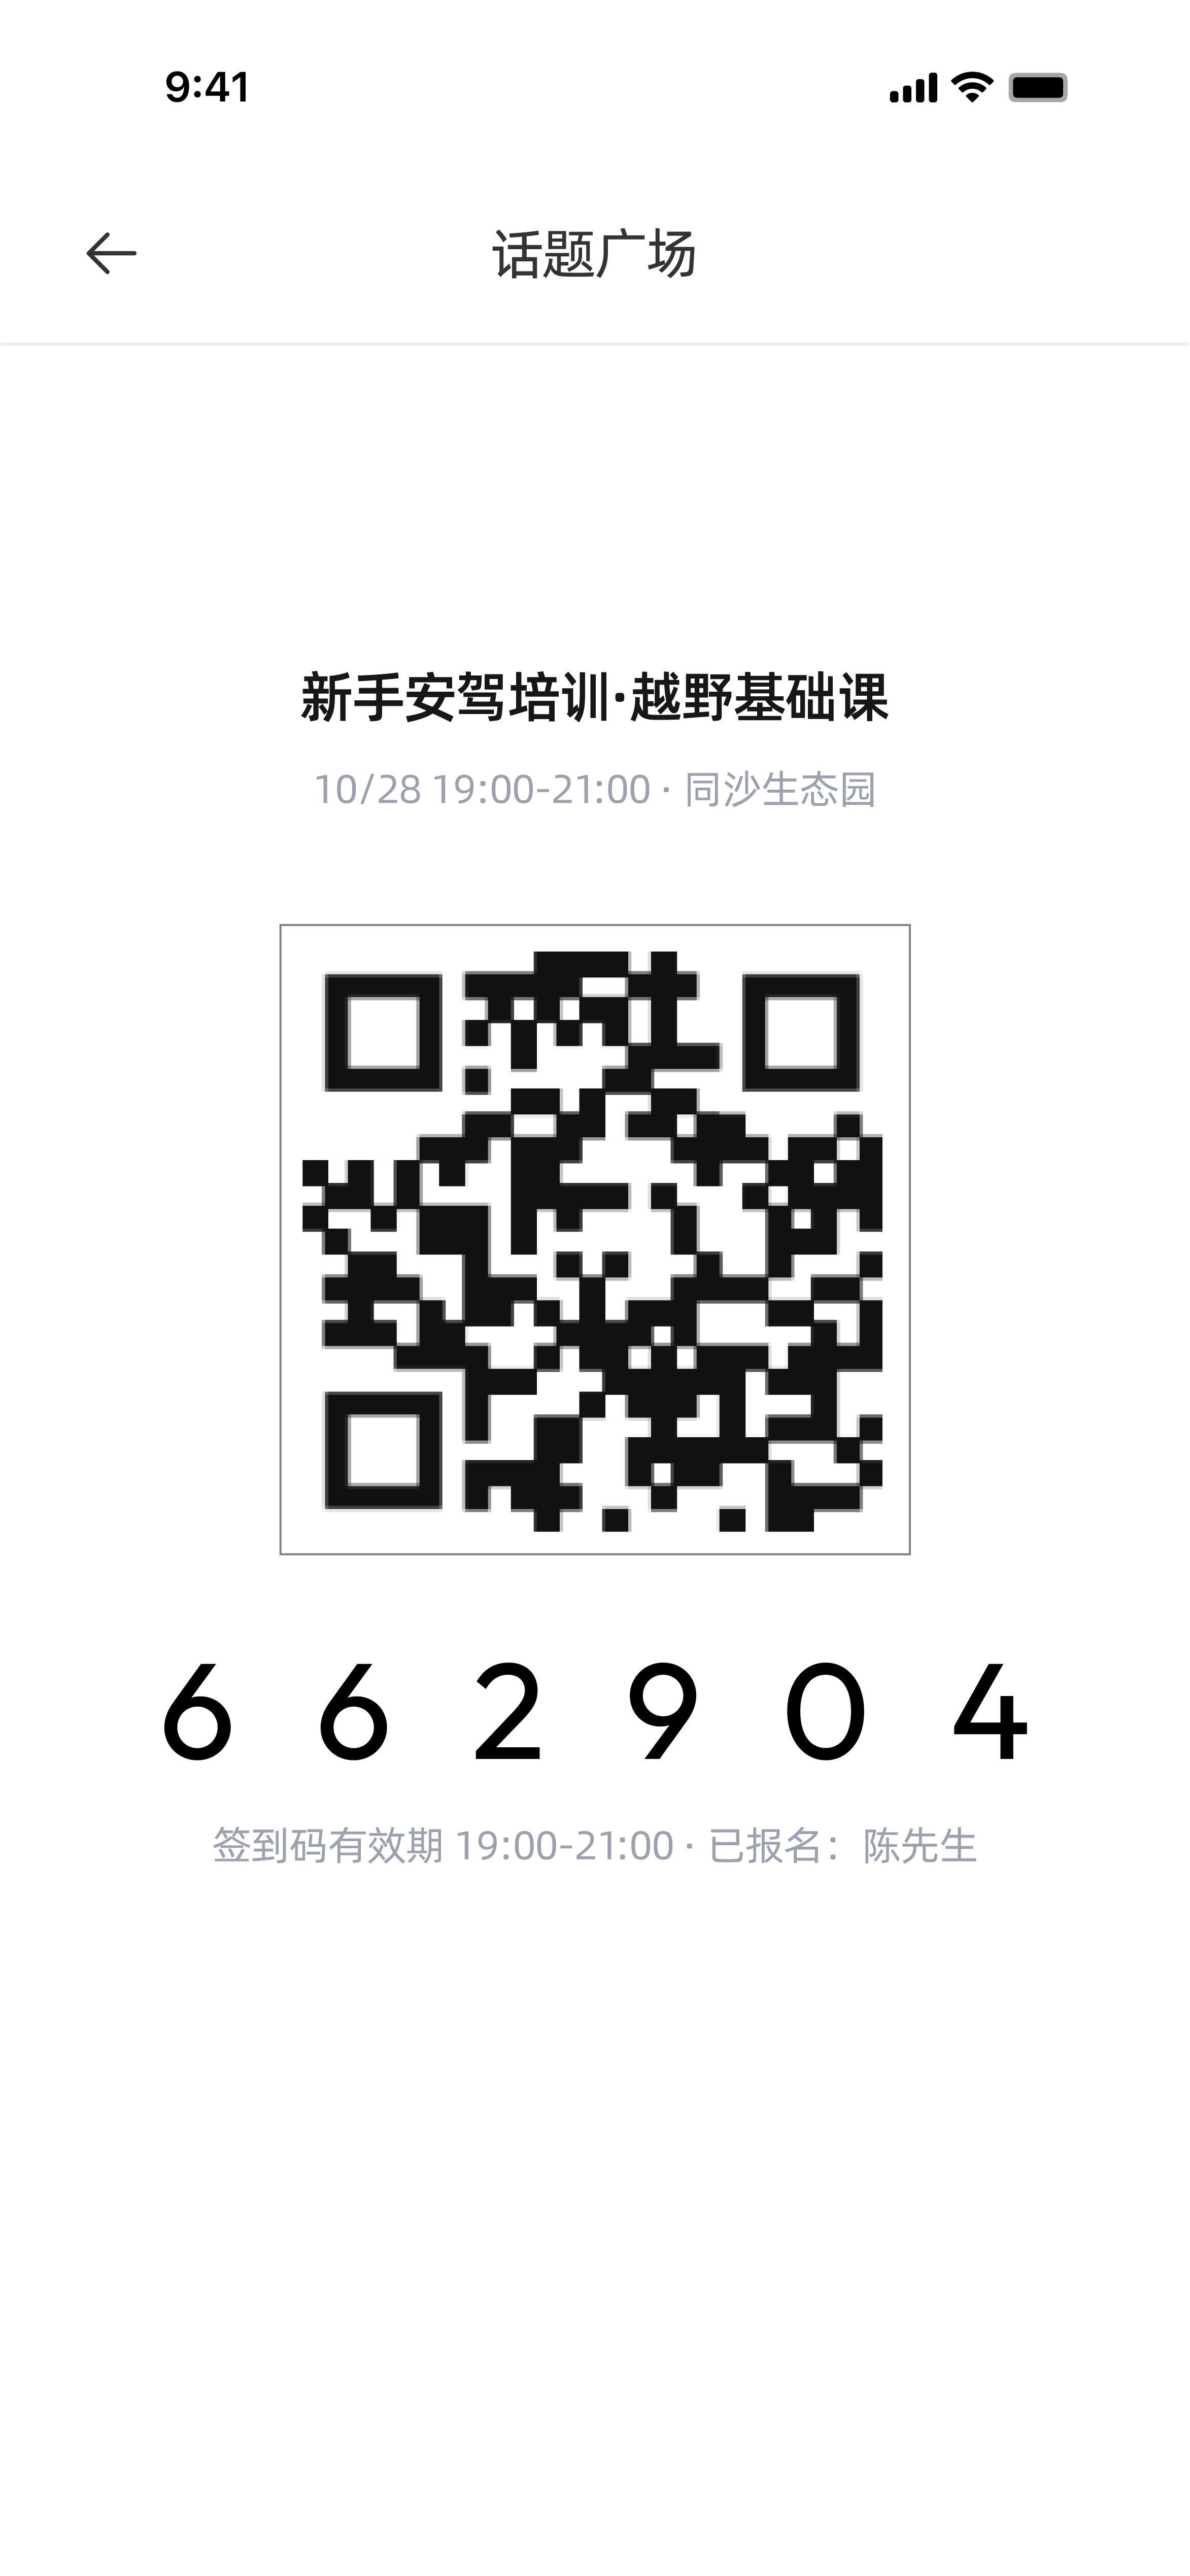 9:41
话题广场
新手安驾培训·越野基础课
10/28 19:00-21:00 · 同沙生态园
6 6 2 9 0 4
签到码有效期 19:00-21:00 · 已报名：陈先生